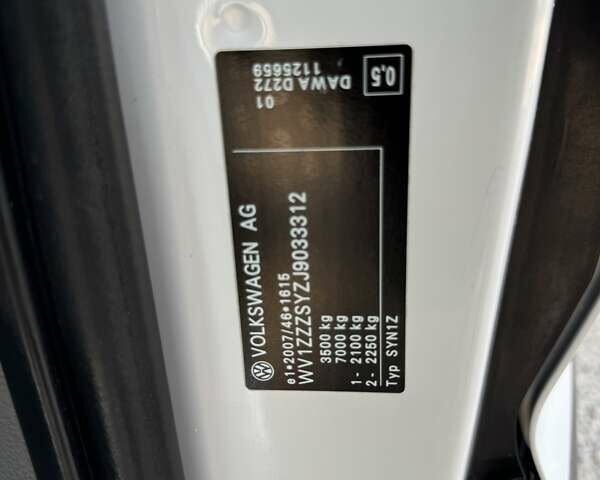 VOLKSWAGEN AG
e1*2007/46*1615
WV1ZZZSYZJ9033312
3500 kg
7000 kg
1- 2100 kg
2- 2250 kg
Typ SYN1Z
01
DAWA D272
1125659
0,5